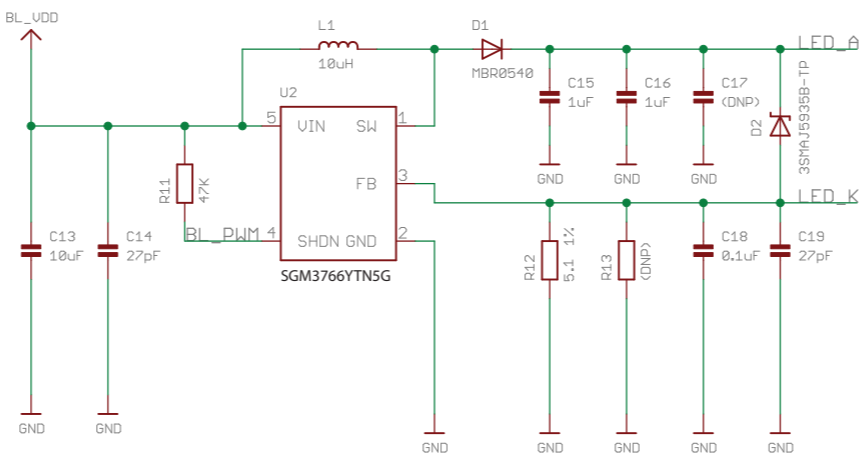 BL_VDD
L1
10uH
D1
MBR0540
LED_A
C15
1uF
C16
1uF
C17
(DNP)
D2
3SMAJ5935B-TP
U2
5
VIN
SW
1
R11
47K
FB
3
LED_K
BL_PWM
4
SHDN
GND
2
SGM3766YTN5G
GND
GND
GND
C13
10uF
C14
27pF
R12
5.1 1%
R13
(DNP)
C18
0.1uF
C19
27pF
GND
GND
GND
GND
GND
GND
GND